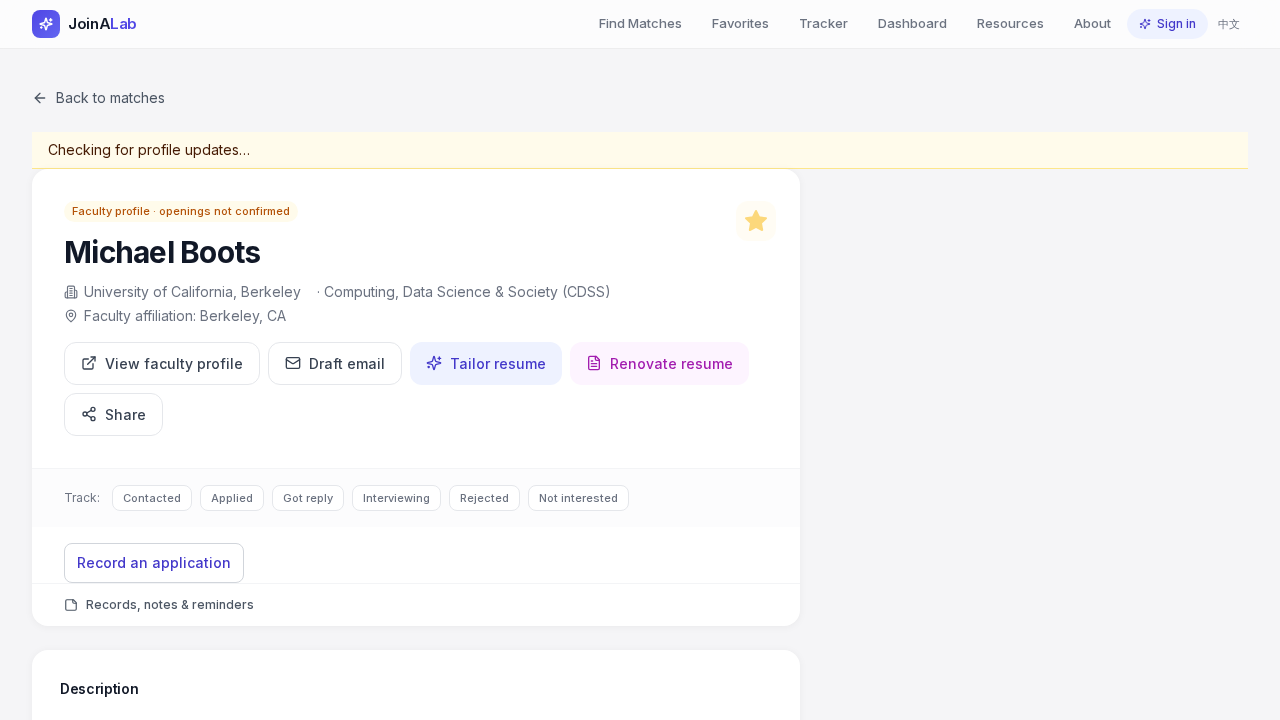 JoinALab
Find Matches
Favorites
Tracker
Dashboard
Resources
About
Sign in
中文
Back to matches
Checking for profile updates…
Faculty profile · openings not confirmed
Michael Boots
University of California, Berkeley · Computing, Data Science & Society (CDSS)
Faculty affiliation: Berkeley, CA
View faculty profile
Draft email
Tailor resume
Renovate resume
Share
Track:
Contacted
Applied
Got reply
Interviewing
Rejected
Not interested
Record an application
Records, notes & reminders
Description